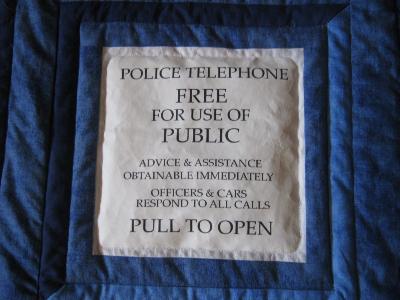 POLICE TELEPHONE
FREE
FOR USE OF
PUBLIC
ADVICE & ASSISTANCE
OBTAINABLE IMMEDIATELY
OFFICERS & CARS
RESPOND TO ALL CALLS
PULL TO OPEN